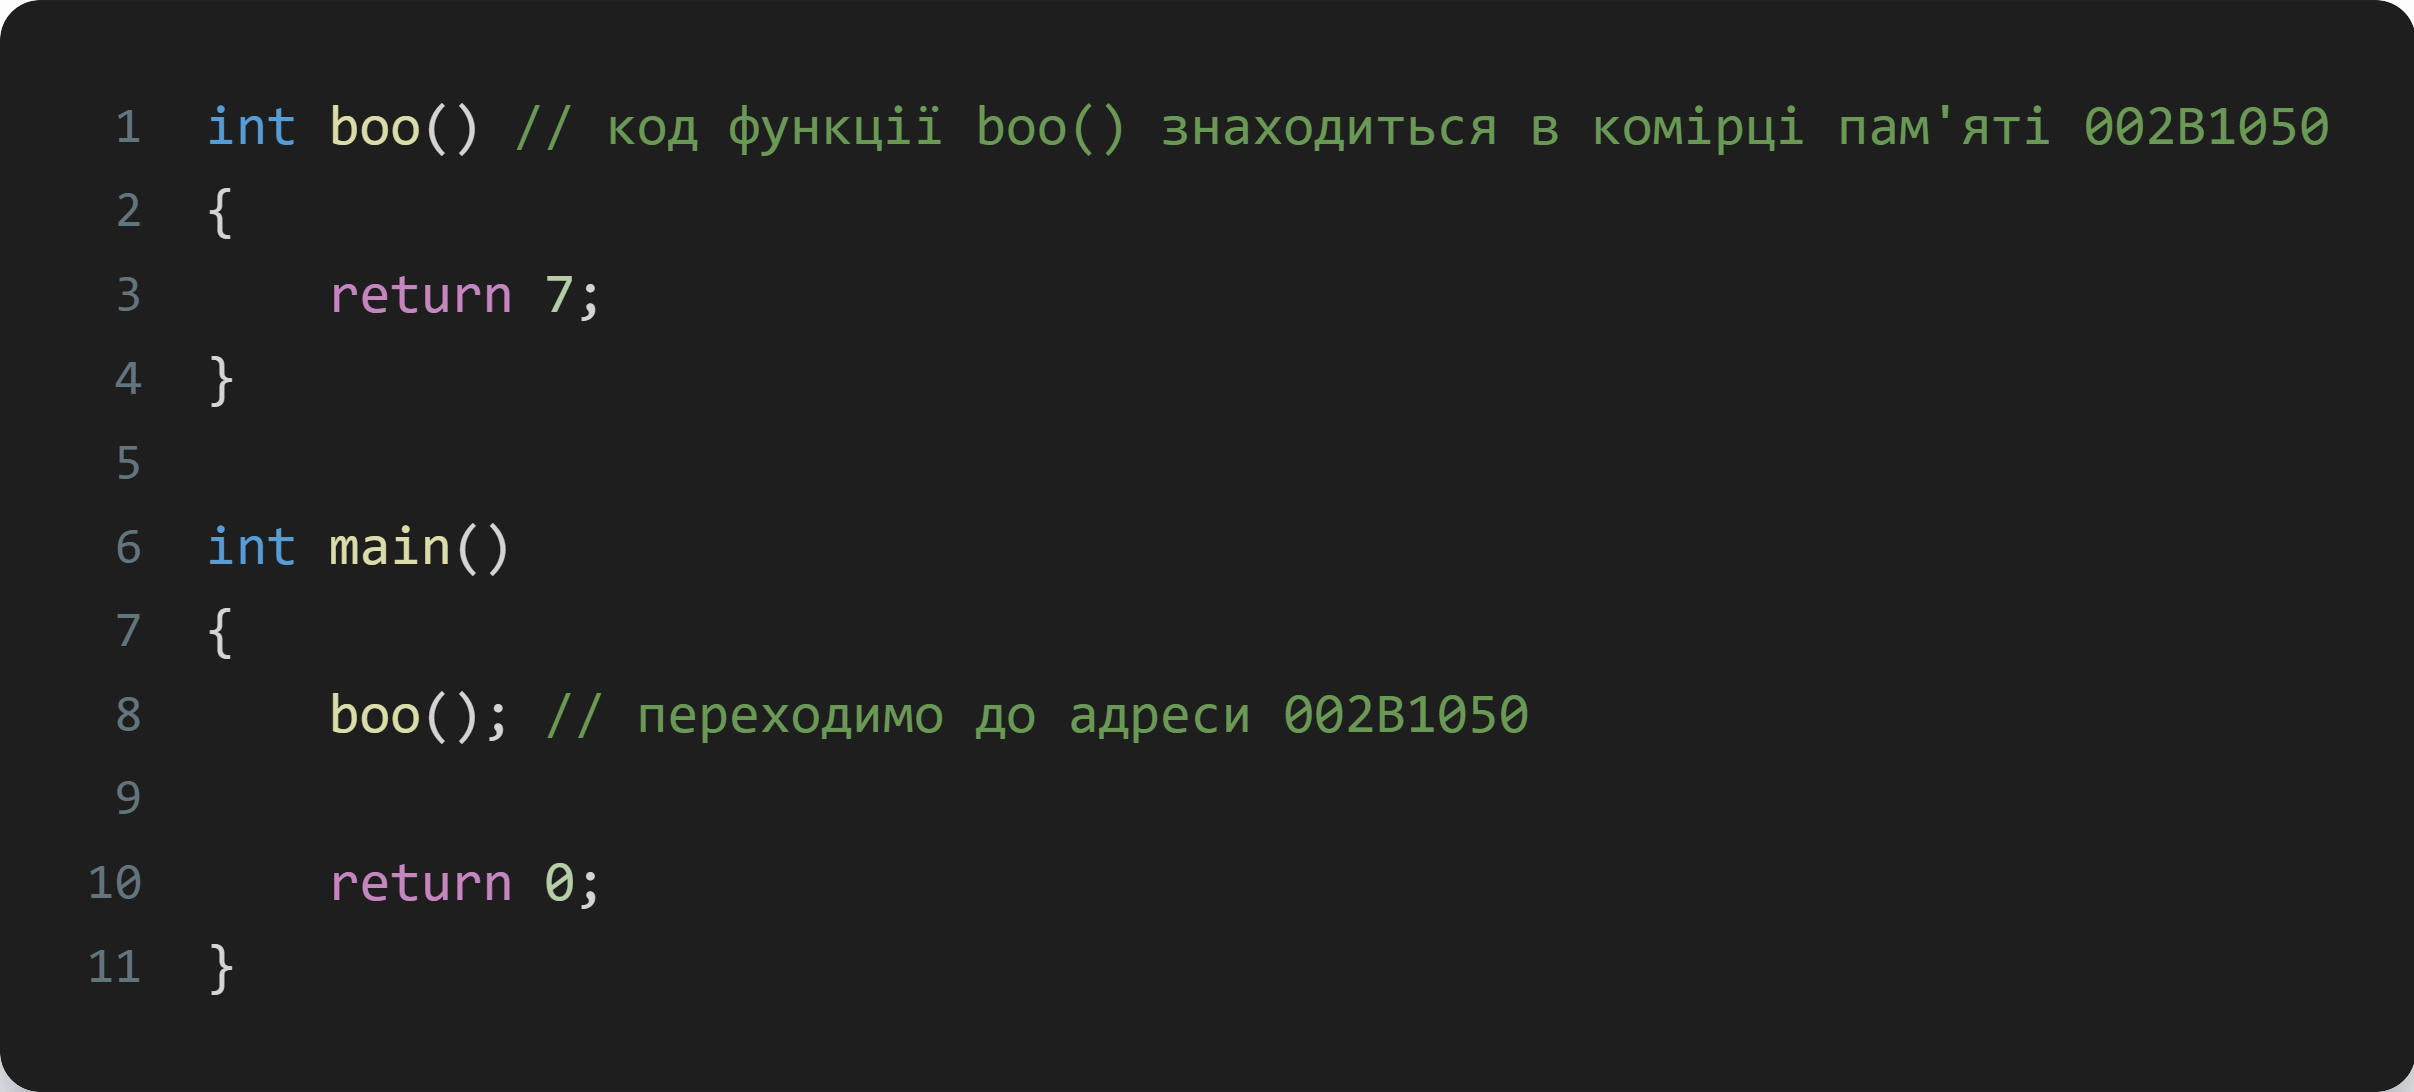 1 int boo() // код функції boo() знаходиться в комірці пам'яті 002B1050
2 {
3     return 7;
4 }
5
6 int main()
7 {
8     boo(); // переходимо до адреси 002B1050
9
10     return 0;
11 }